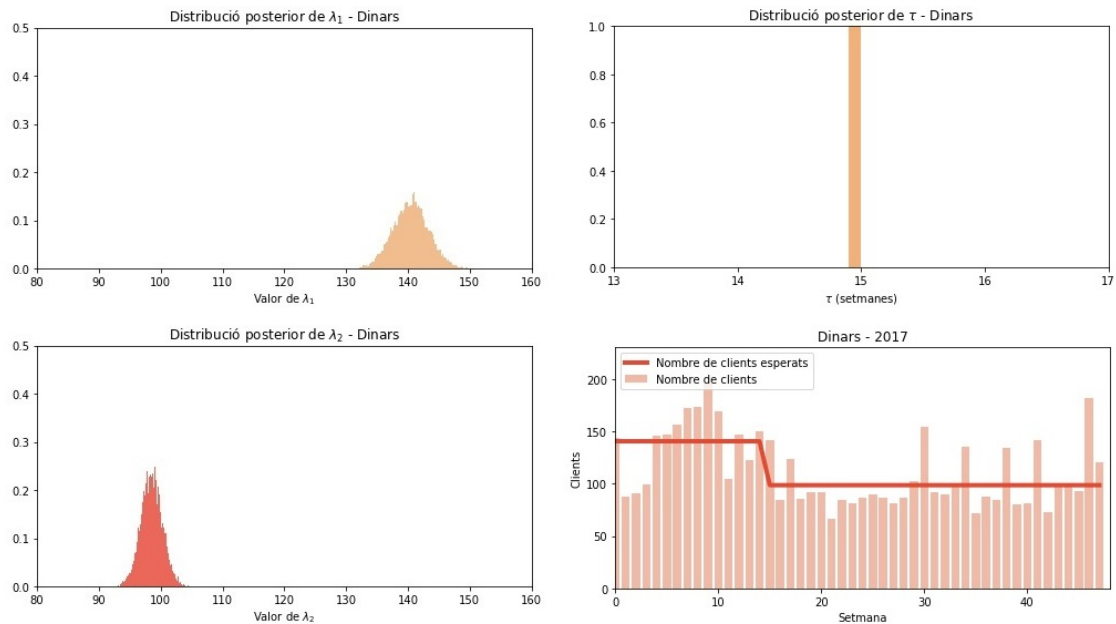 Distribució posterior de λ₁ - Dinars
0.5
0.4
0.3
0.2
0.1
0.0
80 90 100 110 120 130 140 150 160
Valor de λ₁
Distribució posterior de τ - Dinars
1.0
0.8
0.6
0.4
0.2
0.0
13 14 15 16 17
τ (setmanes)
Distribució posterior de λ₂ - Dinars
0.5
0.4
0.3
0.2
0.1
0.0
80 90 100 110 120 130 140 150 160
Valor de λ₂
Dinars - 2017
Nombre de clients esperats
Nombre de clients
200
150
100
50
0
Clients
0 10 20 30 40
Setmana